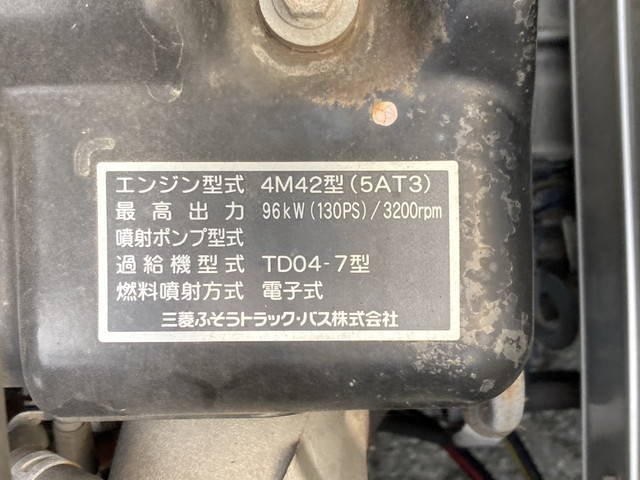 エンジン型式 4M42型(5AT3)
最高出力 96kW(130PS)/3200rpm
噴射ポンプ型式
過給機型式 TD04-7型
燃料噴射方式 電子式
三菱ふそうトラック・バス株式会社